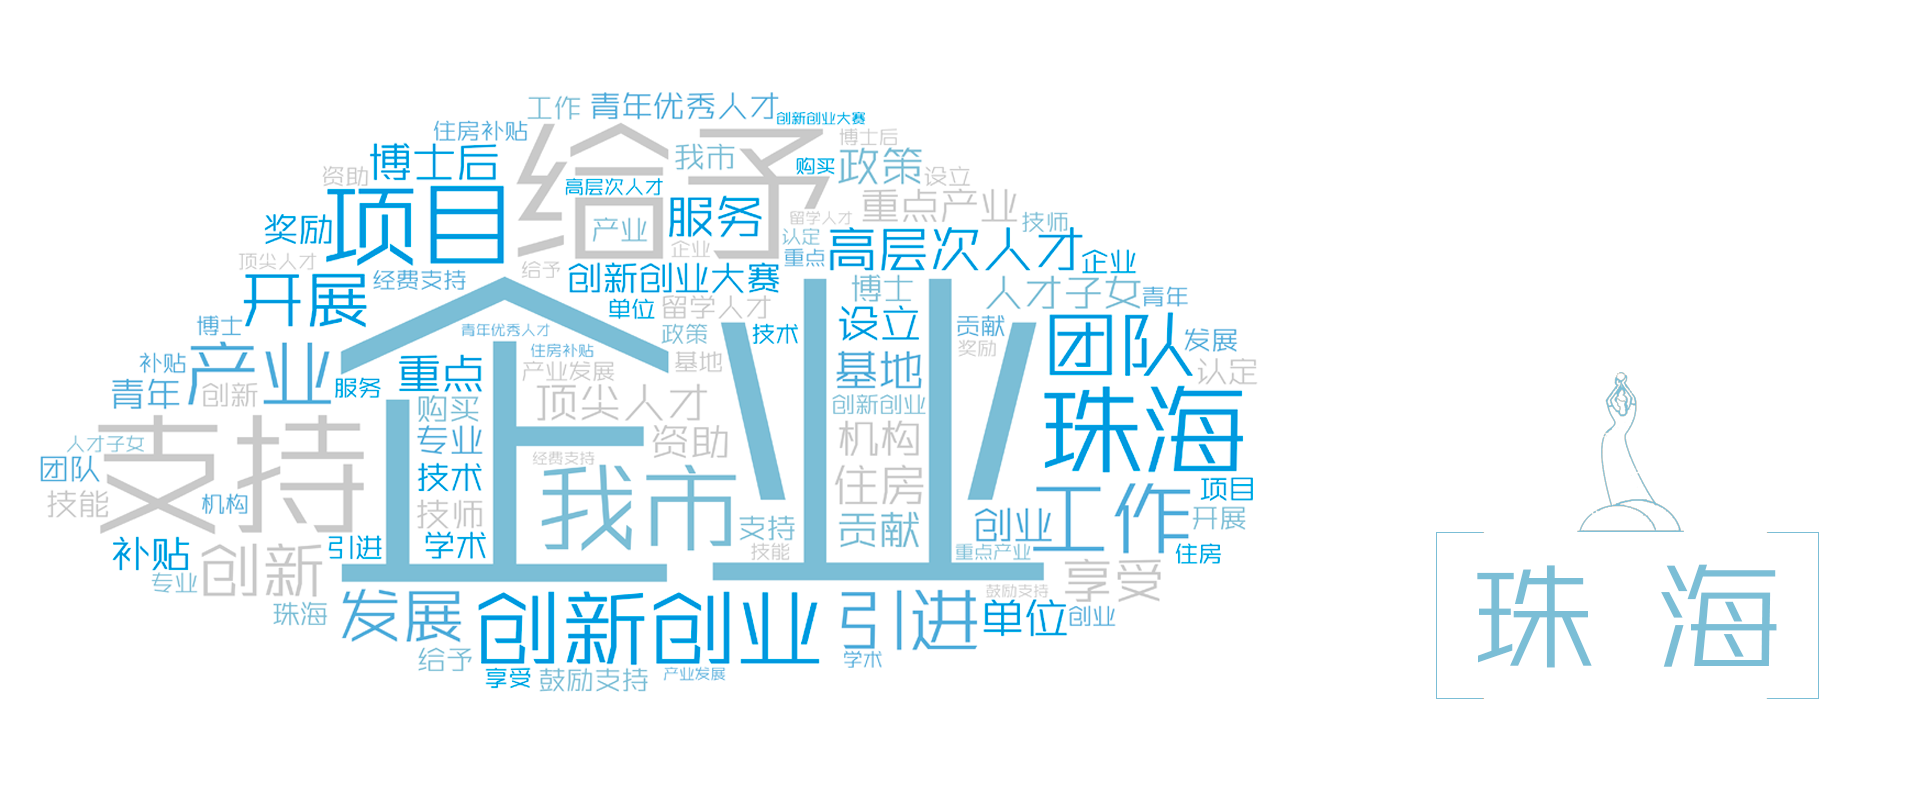 工作
青年优秀人才
创新创业大赛
住房补贴
给予
博士后
博士后
我市
购买
政策
资助
高层次人才
设立
项目
服务
重点产业
奖励
产业
留学人才
技师
认定
高层次人才
企业
顶尖人才
给予
重点
企业
开展
经费支持
创新创业大赛
博士
人才子女
青年
单位
留学人才
企业
博士
青年优秀人才
政策
技术
设立
贡献
团队
发展
补贴
产业
住房补贴
基地
奖励
青年
创新
服务
重点
产业发展
基地
认定
购买
顶尖人才
创新创业
珠海
支持
人才子女
专业
资助
机构
团队
经费支持
技术
我市
住房
项目
技能
机构
技师
支持
贡献
创业
工作
开展
补贴
引进
学术
技能
重点产业
住房
专业
创新
享受
珠海
发展
创新创业
引进
鼓励支持
单位
创业
给予
学术
享受
鼓励支持
产业发展
珠 海